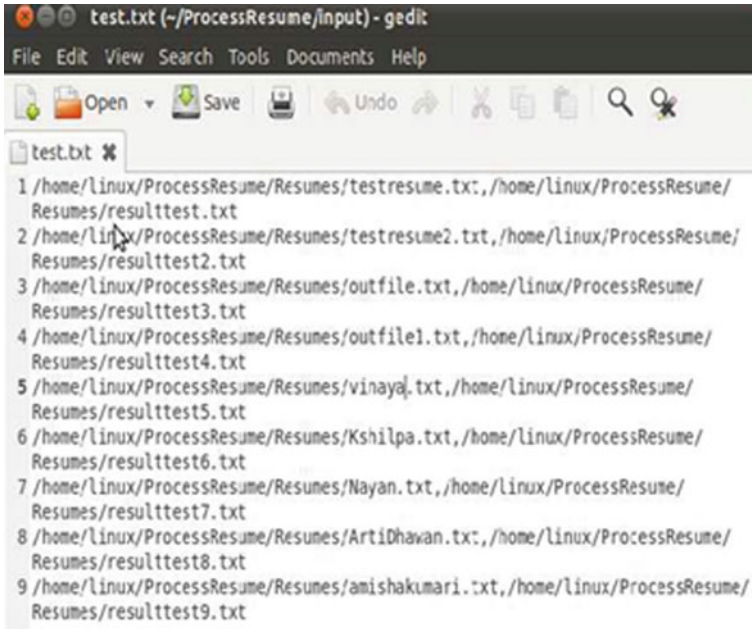 test.txt (~/ProcessResume/input) - gedit
File Edit View Search Tools Documents Help
Open Save Undo
test.txt
1 /home/linux/ProcessResume/Resumes/testresume.txt,/home/linux/ProcessResume/
Resumes/resulttest.txt
2 /home/linux/ProcessResume/Resumes/testresume2.txt,/home/linux/ProcessResume/
Resumes/resulttest2.txt
3 /home/linux/ProcessResume/Resumes/outfile.txt,/home/linux/ProcessResume/
Resumes/resulttest3.txt
4 /home/linux/ProcessResume/Resumes/outfile1.txt,/home/linux/ProcessResume/
Resumes/resulttest4.txt
5 /home/linux/ProcessResume/Resumes/vinaya.txt,/home/linux/ProcessResume/
Resumes/resulttest5.txt
6 /home/linux/ProcessResume/Resumes/Kshilpa.txt,/home/linux/ProcessResume/
Resumes/resulttest6.txt
7 /home/linux/ProcessResume/Resumes/Nayan.txt,/home/linux/ProcessResume/
Resumes/resulttest7.txt
8 /home/linux/ProcessResume/Resumes/ArtiDhawan.txt,/home/linux/ProcessResume/
Resumes/resulttest8.txt
9 /home/linux/ProcessResume/Resumes/amishakumari.txt,/home/linux/ProcessResume/
Resumes/resulttest9.txt